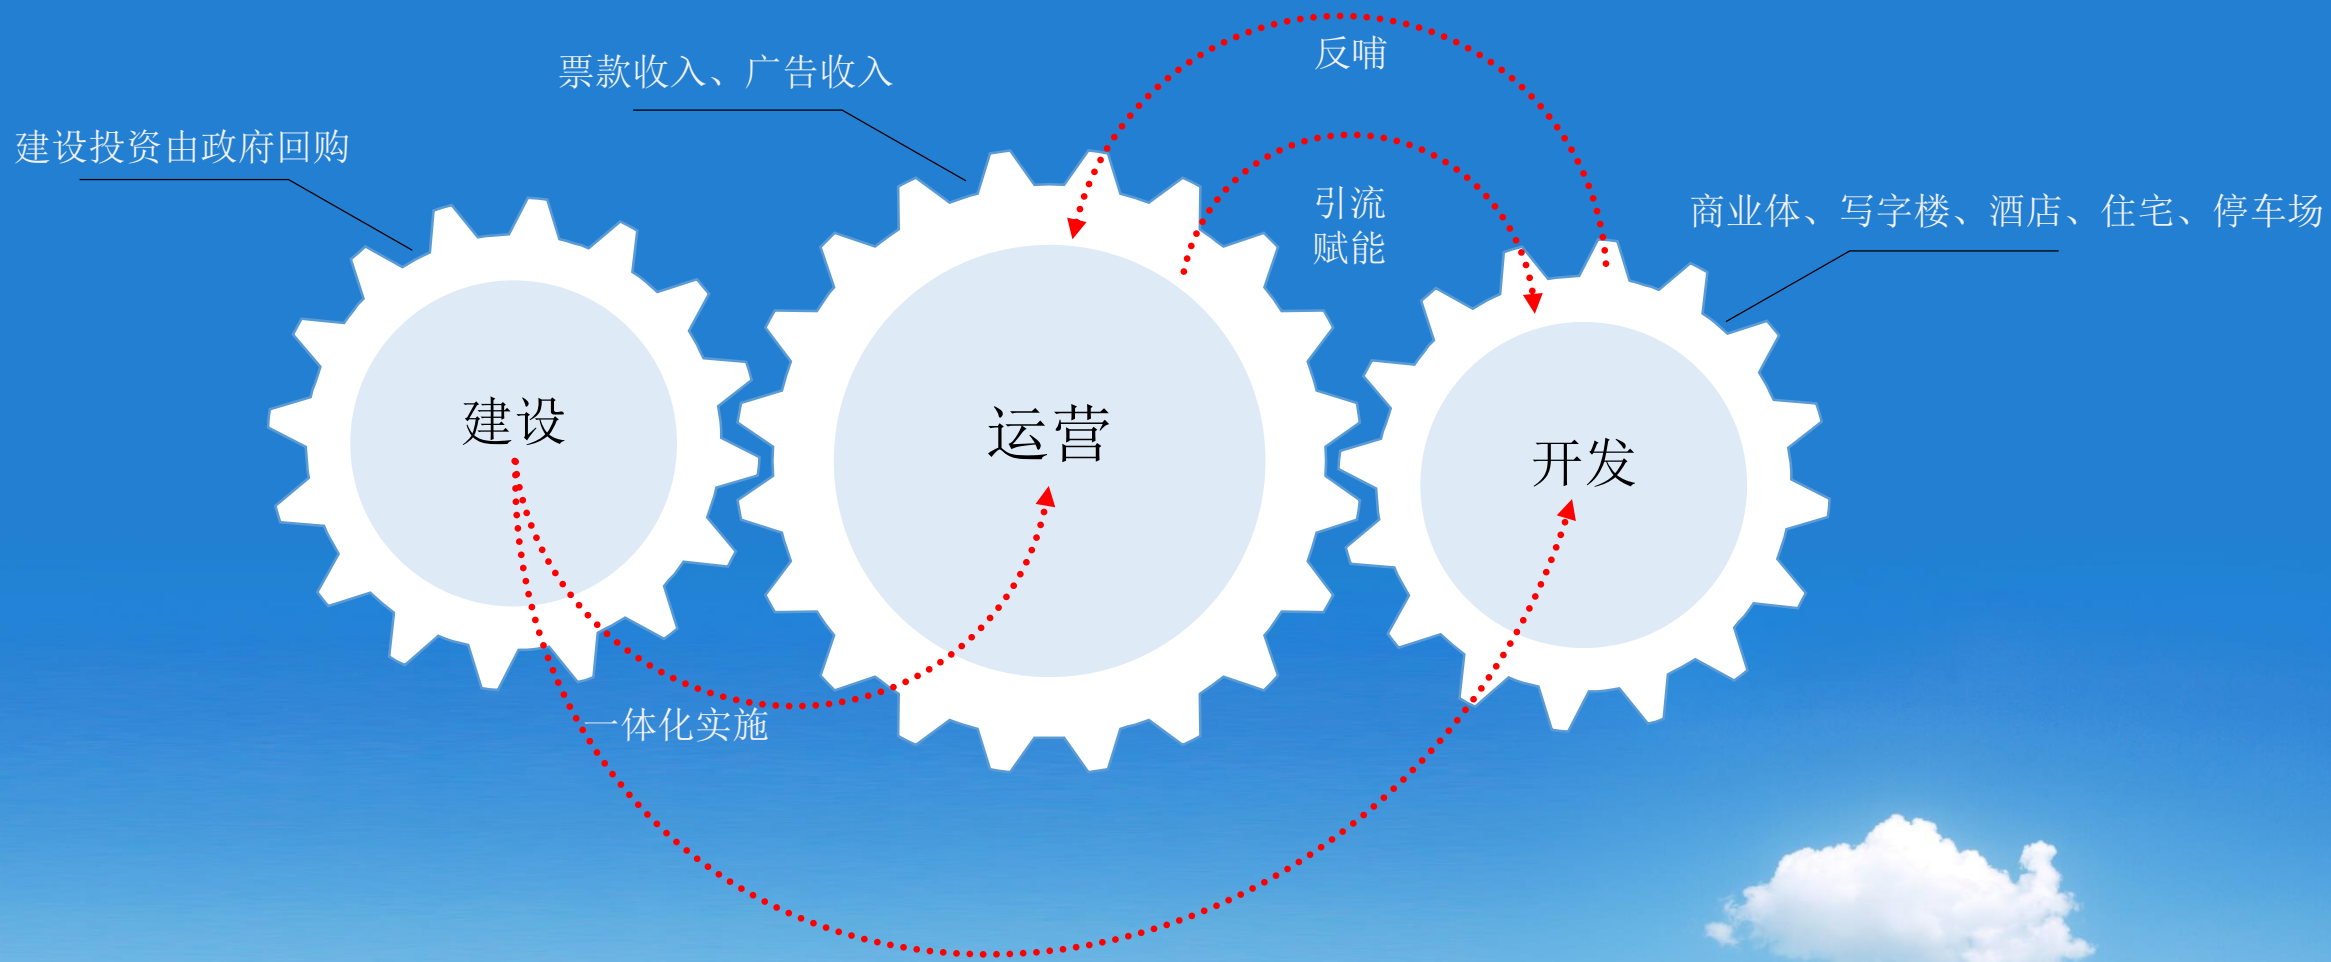 反哺
票款收入、广告收入
建设投资由政府回购
引流
赋能
商业体、写字楼、酒店、住宅、停车场
建设
运营
开发
一体化实施